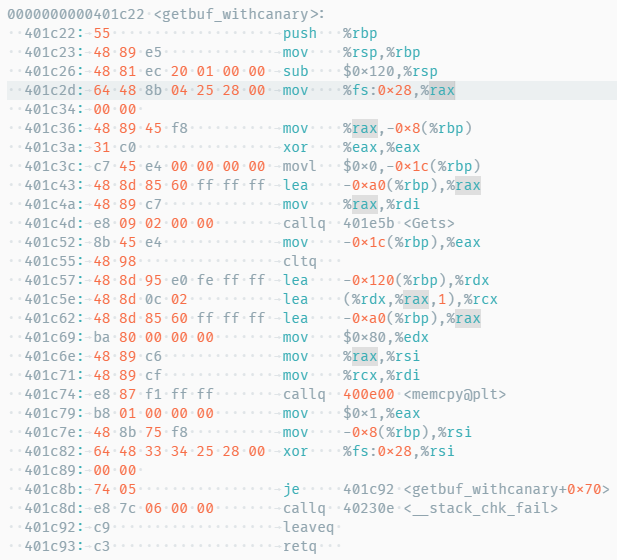 0000000000401c22 <getbuf_withcanary>:
401c22: 55 push %rbp
401c23: 48 89 e5 mov %rsp,%rbp
401c26: 48 81 ec 20 01 00 00 sub $0x120,%rsp
401c2d: 64 48 8b 04 25 28 00 mov %fs:0x28,%rax
401c34: 00 00
401c36: 48 89 45 f8 mov %rax,-0x8(%rbp)
401c3a: 31 c0 xor %eax,%eax
401c3c: c7 45 e4 00 00 00 00 movl $0x0,-0x1c(%rbp)
401c43: 48 8d 85 60 ff ff ff lea -0xa0(%rbp),%rax
401c4a: 48 89 c7 mov %rax,%rdi
401c4d: e8 09 02 00 00 callq 401e5b <Gets>
401c52: 8b 45 e4 mov -0x1c(%rbp),%eax
401c55: 48 98 cltq
401c57: 48 8d 95 e0 fe ff ff lea -0x120(%rbp),%rdx
401c5e: 48 8d 0c 02 lea (%rdx,%rax,1),%rcx
401c62: 48 8d 85 60 ff ff ff lea -0xa0(%rbp),%rax
401c69: ba 80 00 00 00 mov $0x80,%edx
401c6e: 48 89 c6 mov %rax,%rsi
401c71: 48 89 cf mov %rcx,%rdi
401c74: e8 87 f1 ff ff callq 400e00 <memcpy@plt>
401c79: b8 01 00 00 00 mov $0x1,%eax
401c7e: 48 8b 75 f8 mov -0x8(%rbp),%rsi
401c82: 64 48 33 34 25 28 00 xor %fs:0x28,%rsi
401c89: 00 00
401c8b: 74 05 je 401c92 <getbuf_withcanary+0x70>
401c8d: e8 7c 06 00 00 callq 40230e <__stack_chk_fail>
401c92: c9 leaveq
401c93: c3 retq